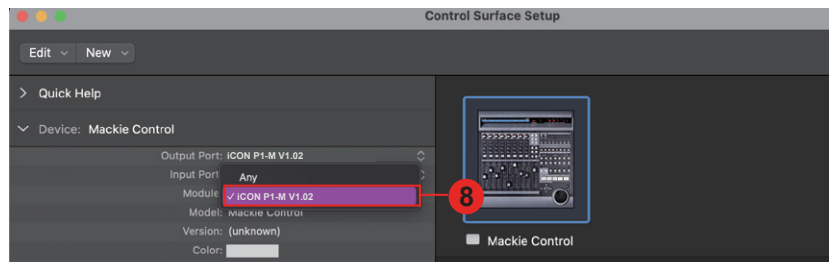 Control Surface Setup
Edit New
Quick Help
Device: Mackie Control
Output Port: iCON P1-M V1.02
Input Port
Any
Module
✓ iCON P1-M V1.02
8
Model: Mackie Control
Version: (unknown)
Color:
Mackie Control